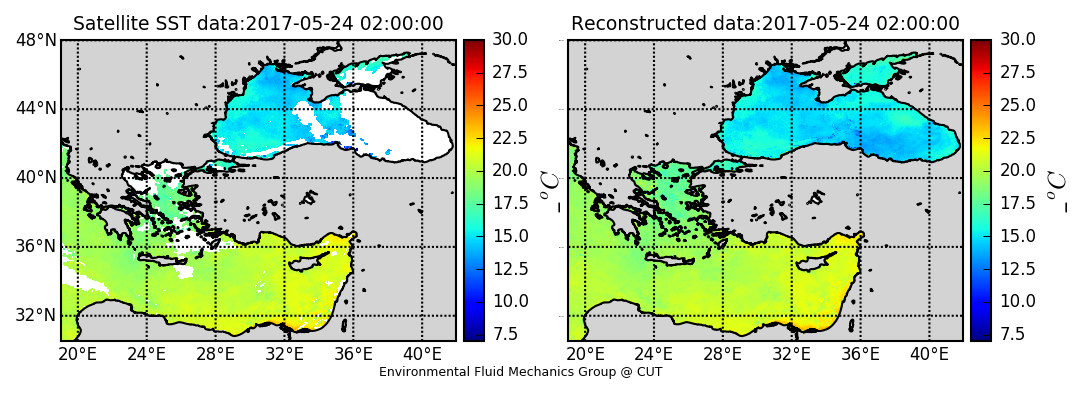 Satellite SST data:2017-05-24 02:00:00
Reconstructed data:2017-05-24 02:00:00
48°N
44°N
40°N
36°N
32°N
20°E 24°E 28°E 32°E 36°E 40°E
30.0
27.5
25.0
22.5
20.0
17.5
15.0
12.5
10.0
7.5
_ °C
20°E 24°E 28°E 32°E 36°E 40°E
30.0
27.5
25.0
22.5
20.0
17.5
15.0
12.5
10.0
7.5
_ °C
Environmental Fluid Mechanics Group @ CUT